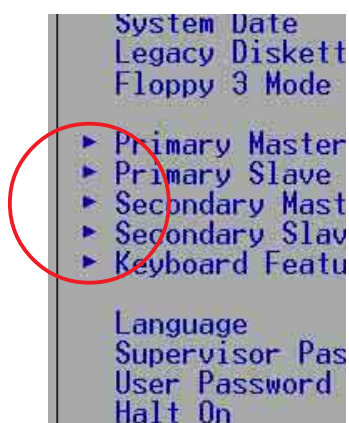 System Date
Legacy Diskett
Floppy 3 Mode
Primary Master
Primary Slave
Secondary Mast
Secondary Slav
Keyboard Featu
Language
Supervisor Pas
User Password
Halt On